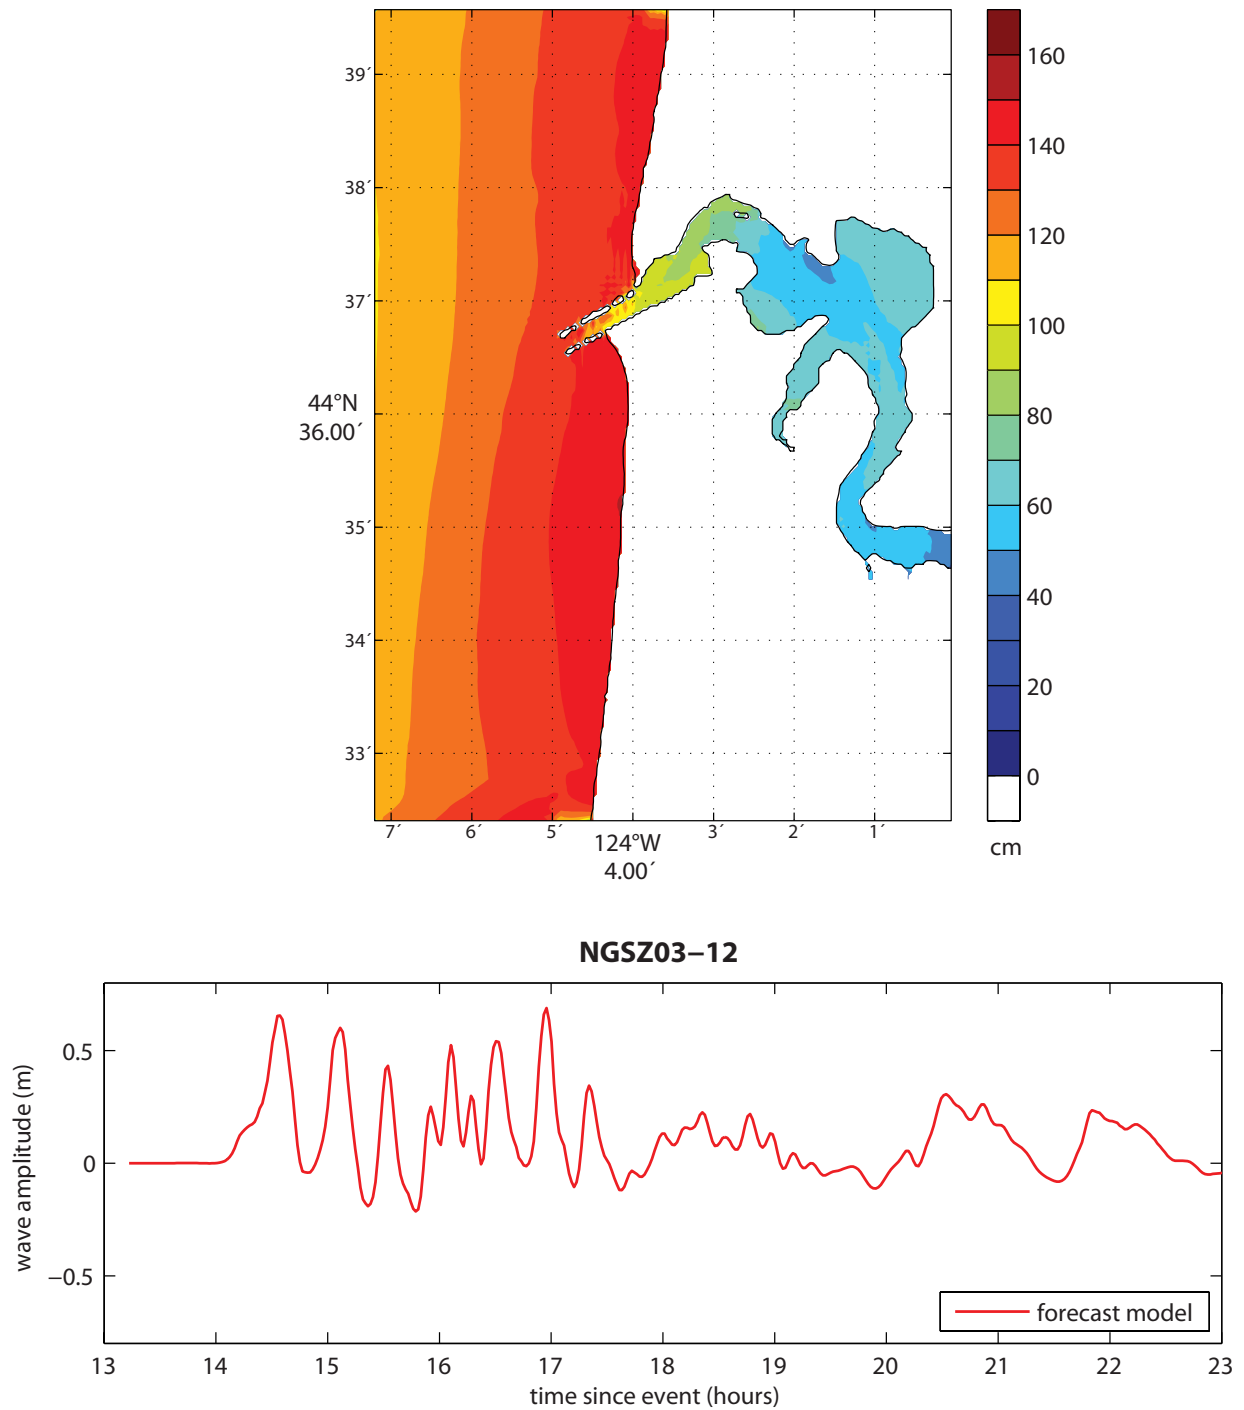 39´
38´
37´
44°N
36.00´
35´
34´
33´
7´ 6´ 5´ 124°W 3´ 2´ 1´
4.00´
160
140
120
100
80
60
40
20
0
cm
NGSZ03−12
wave amplitude (m)
0.5
0
−0.5
forecast model
13 14 15 16 17 18 19 20 21 22 23
time since event (hours)